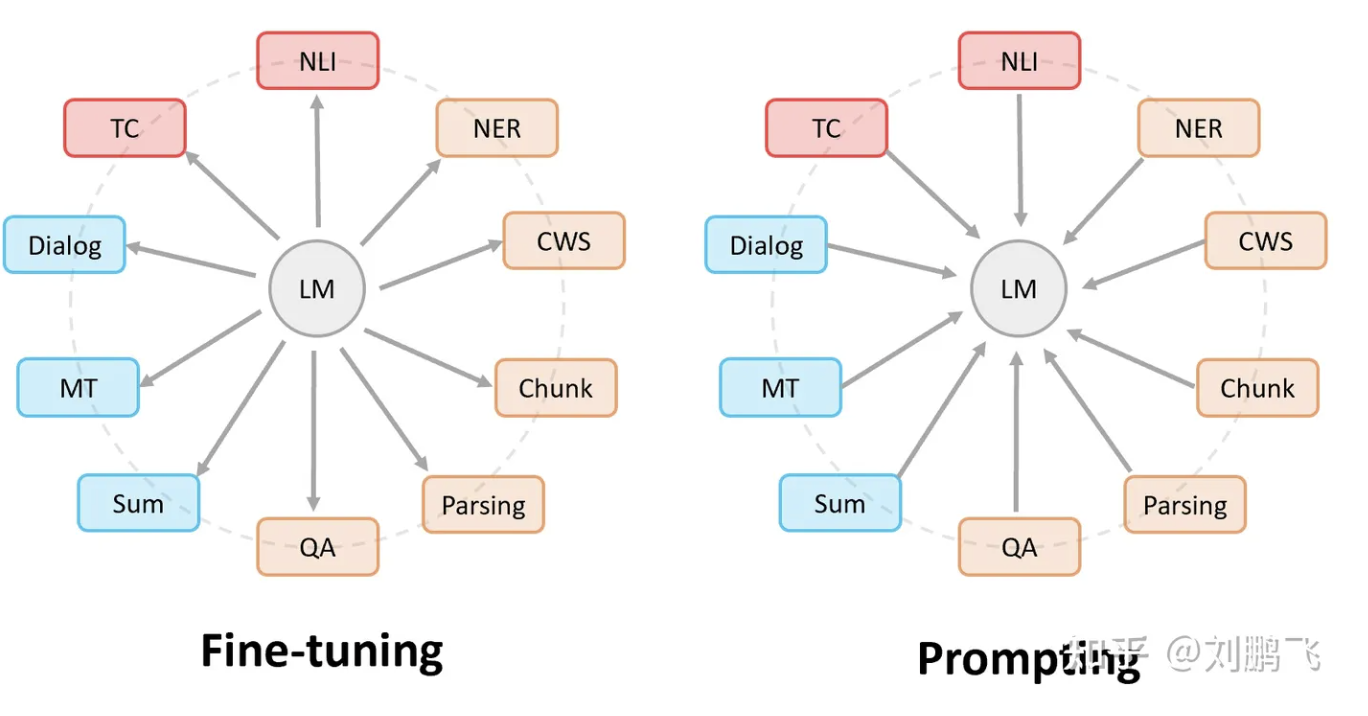 NLI
TC
NER
Dialog
CWS
LM
MT
Chunk
Sum
Parsing
QA
Fine-tuning
NLI
TC
NER
Dialog
CWS
LM
MT
Chunk
Sum
Parsing
QA
Prompting
知乎 @刘鹏飞